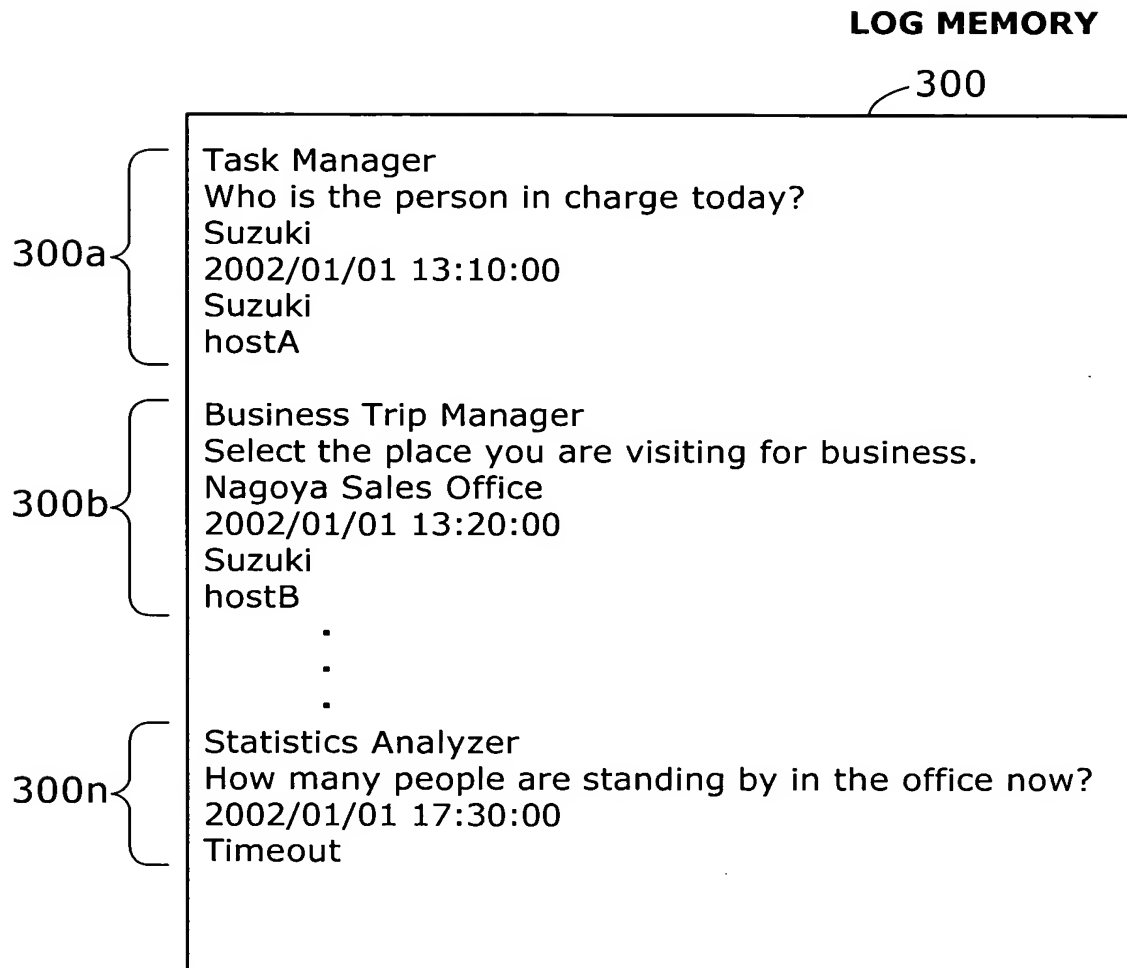 LOG MEMORY
300
300a
Task Manager
Who is the person in charge today?
Suzuki
2002/01/01 13:10:00
Suzuki
hostA
300b
Business Trip Manager
Select the place you are visiting for business.
Nagoya Sales Office
2002/01/01 13:20:00
Suzuki
hostB
.
.
.
300n
Statistics Analyzer
How many people are standing by in the office now?
2002/01/01 17:30:00
Timeout